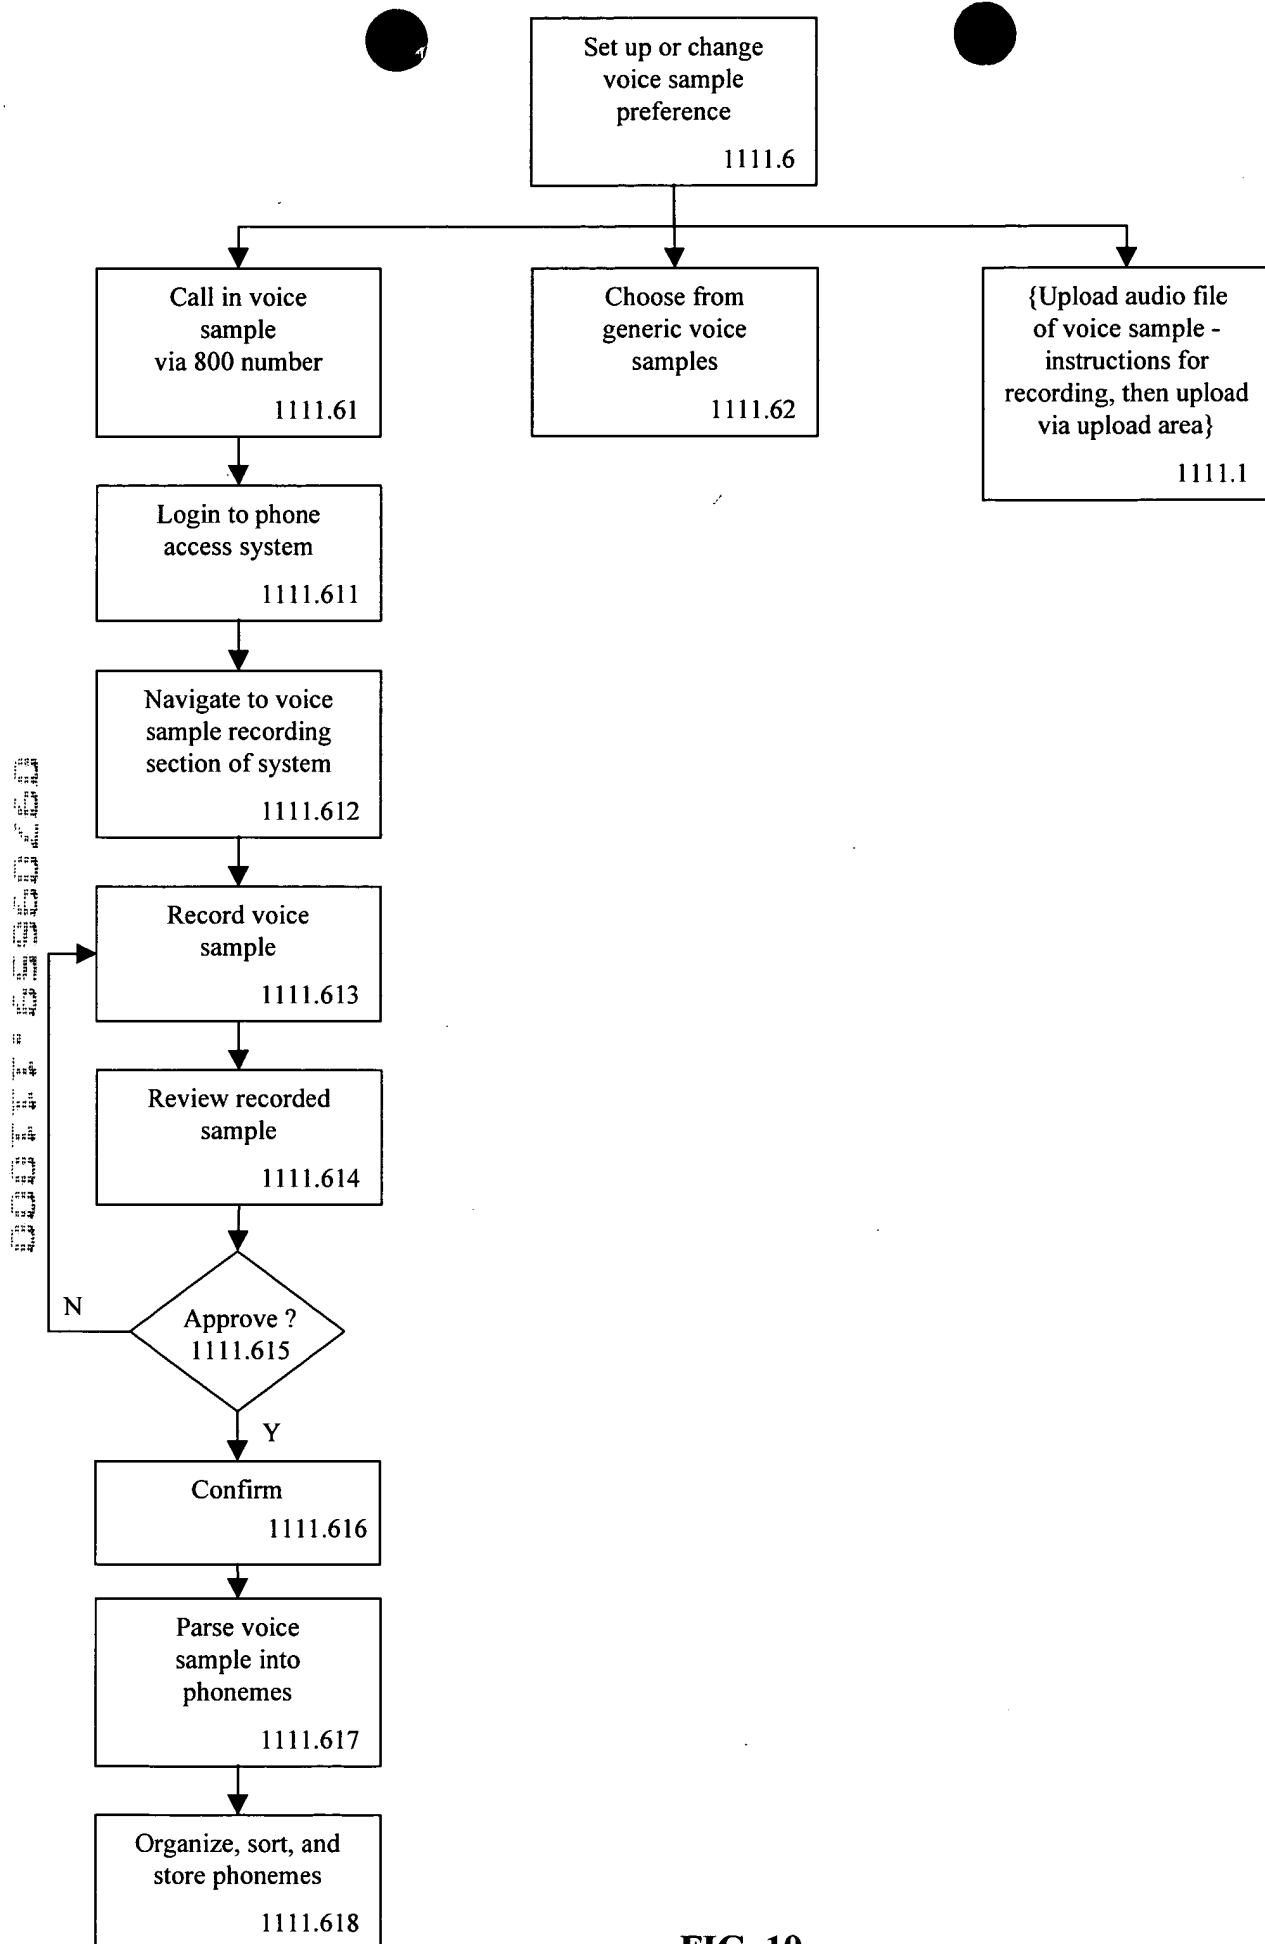 Set up or change
voice sample
preference
1111.6
Call in voice
sample
via 800 number
1111.61
Choose from
generic voice
samples
1111.62
{Upload audio file
of voice sample -
instructions for
recording, then upload
via upload area}
1111.1
Login to phone
access system
1111.611
Navigate to voice
sample recording
section of system
1111.612
Record voice
sample
1111.613
Review recorded
sample
1111.614
N
Approve ?
1111.615
Y
Confirm
1111.616
Parse voice
sample into
phonemes
1111.617
Organize, sort, and
store phonemes
1111.618